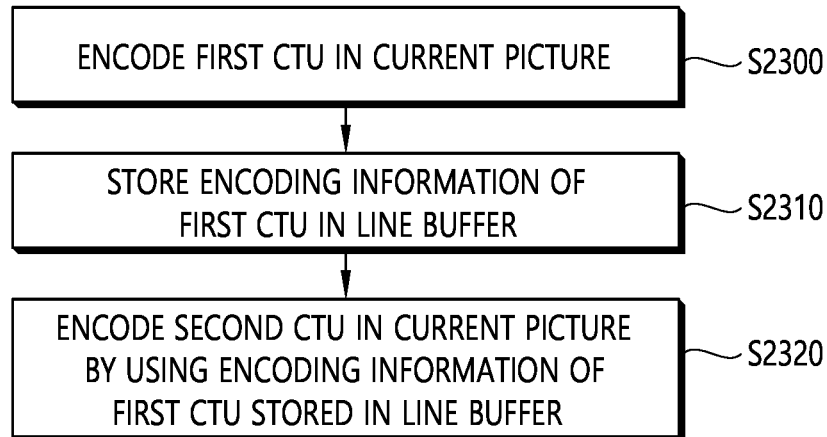 ENCODE FIRST CTU IN CURRENT PICTURE
S2300
STORE ENCODING INFORMATION OF
FIRST CTU IN LINE BUFFER
S2310
ENCODE SECOND CTU IN CURRENT PICTURE
BY USING ENCODING INFORMATION OF
FIRST CTU STORED IN LINE BUFFER
S2320